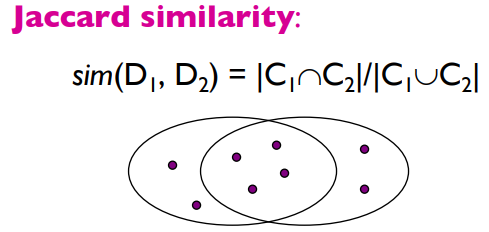 Jaccard similarity:
sim(D₁, D₂) = |C₁∩C₂|/|C₁∪C₂|